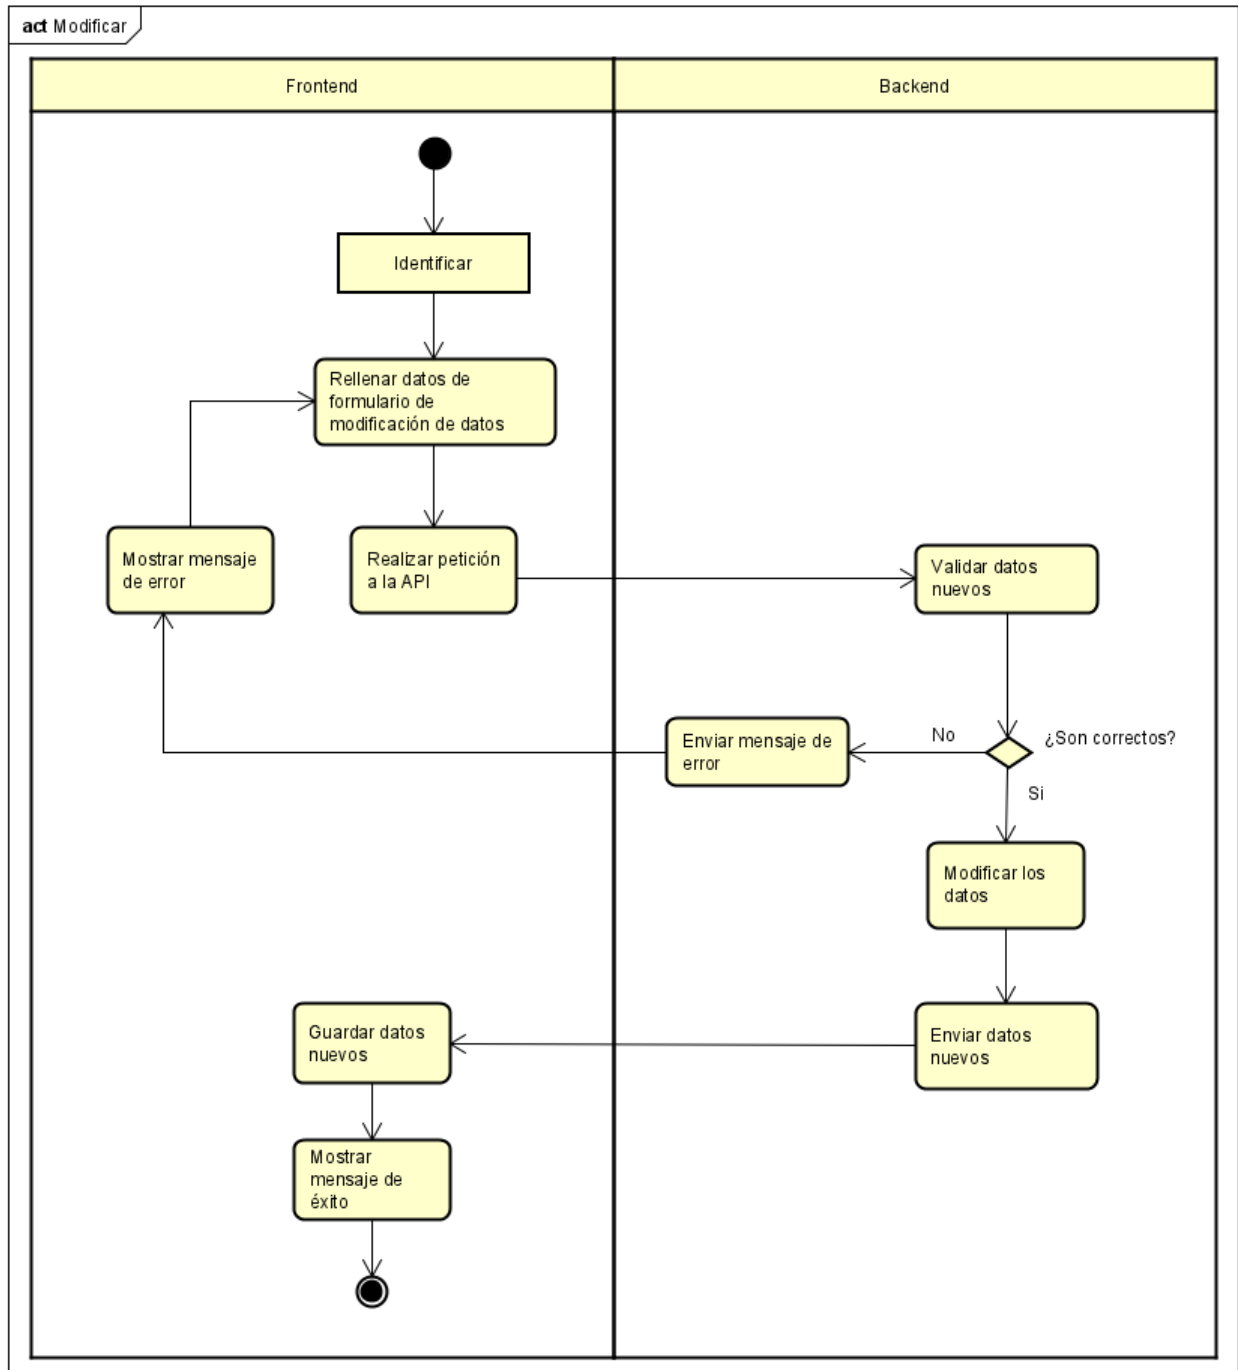 act Modificar
Frontend
Backend
Identificar
Rellenar datos de
formulario de
modificación de datos
Mostrar mensaje
de error
Realizar petición
a la API
Validar datos
nuevos
Enviar mensaje de
error
No
¿Son correctos?
Si
Modificar los
datos
Guardar datos
nuevos
Enviar datos
nuevos
Mostrar
mensaje de
éxito